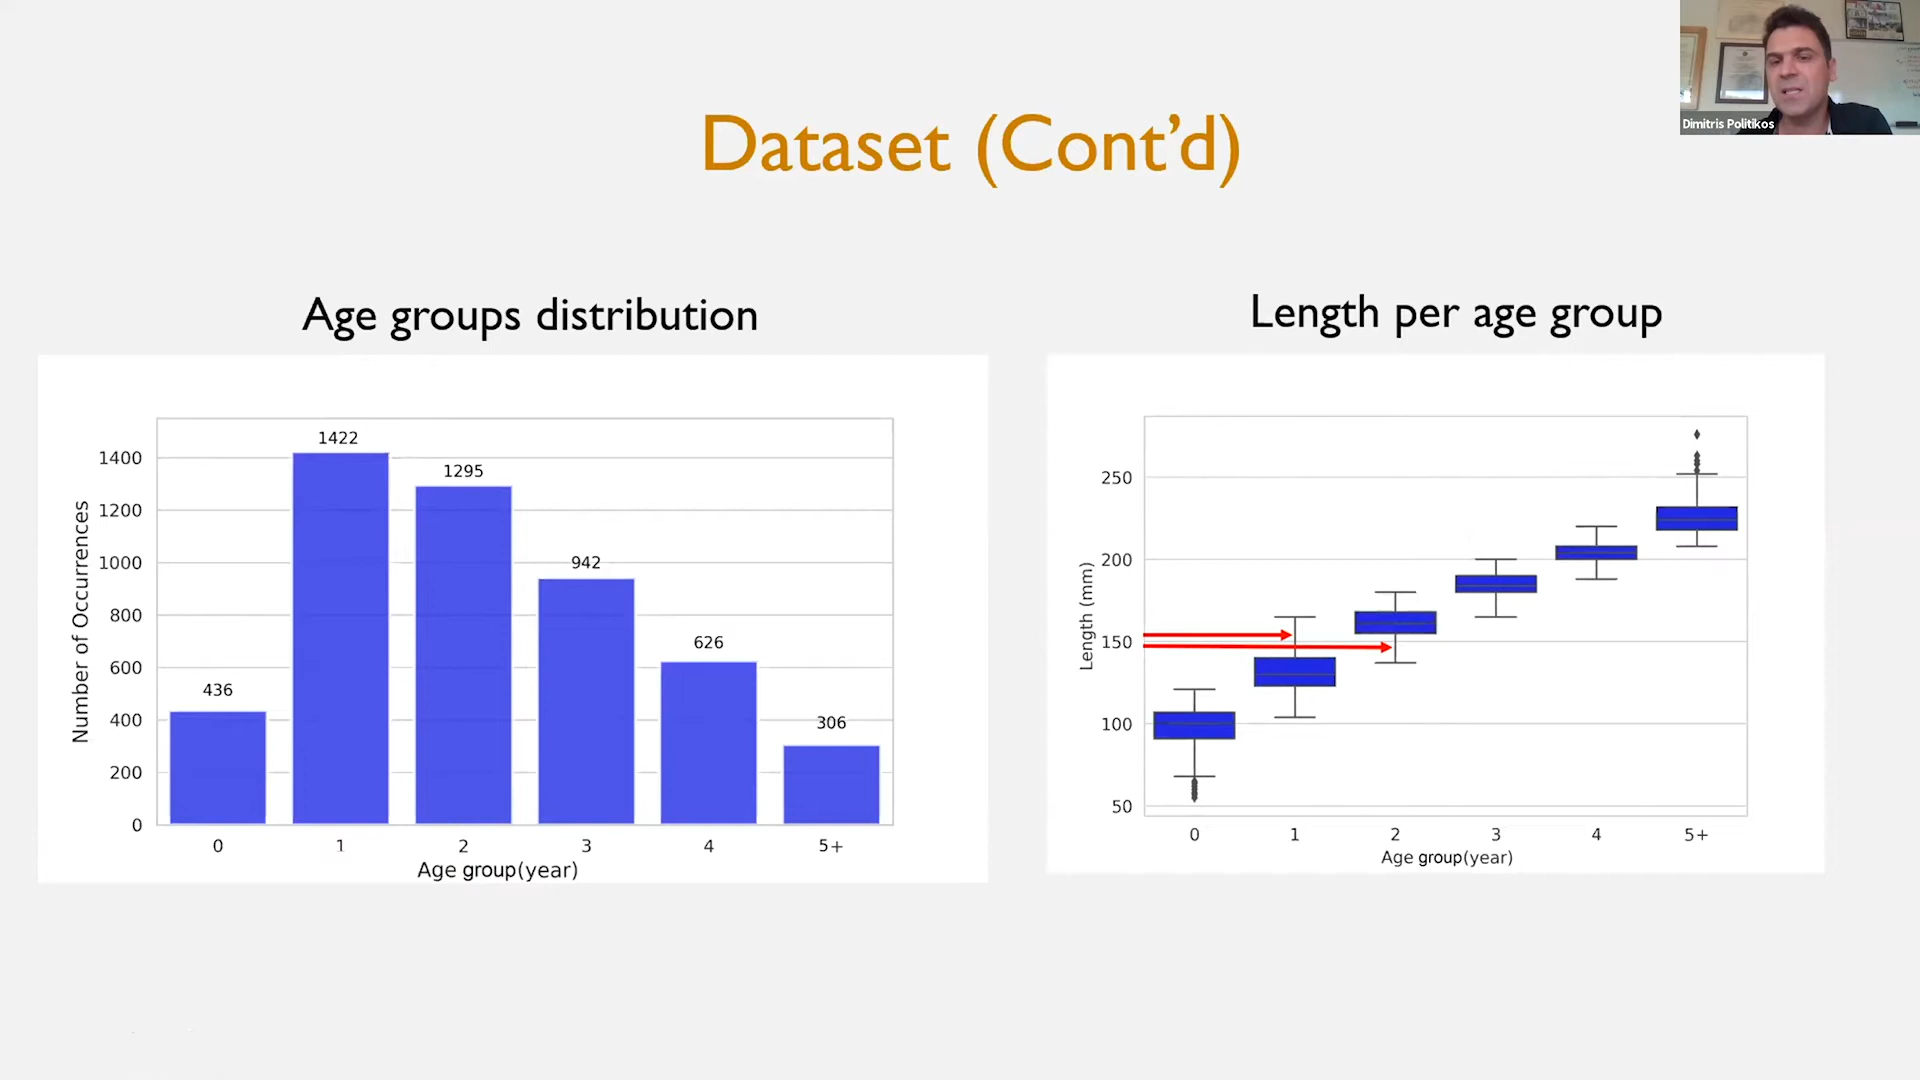 Dimitris Politikos
Dataset (Cont’d)
Age groups distribution
Number of Occurrences
1400
1200
1000
800
600
400
200
0
436
1422
1295
942
626
306
0 1 2 3 4 5+
Age group(year)
Length per age group
Length (mm)
250
200
150
100
50
0 1 2 3 4 5+
Age group(year)